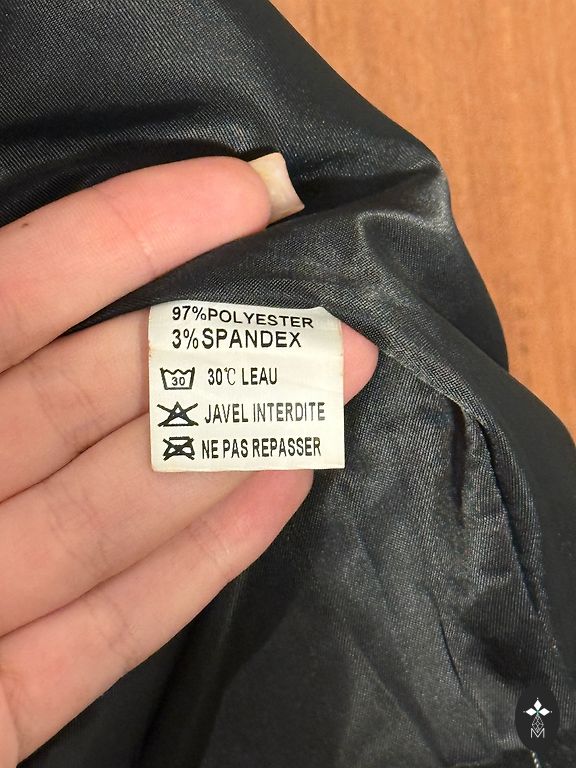 97%POLYESTER
3%SPANDEX
30 30℃ LEAU
JAVEL INTERDITE
NE PAS REPASSER
M